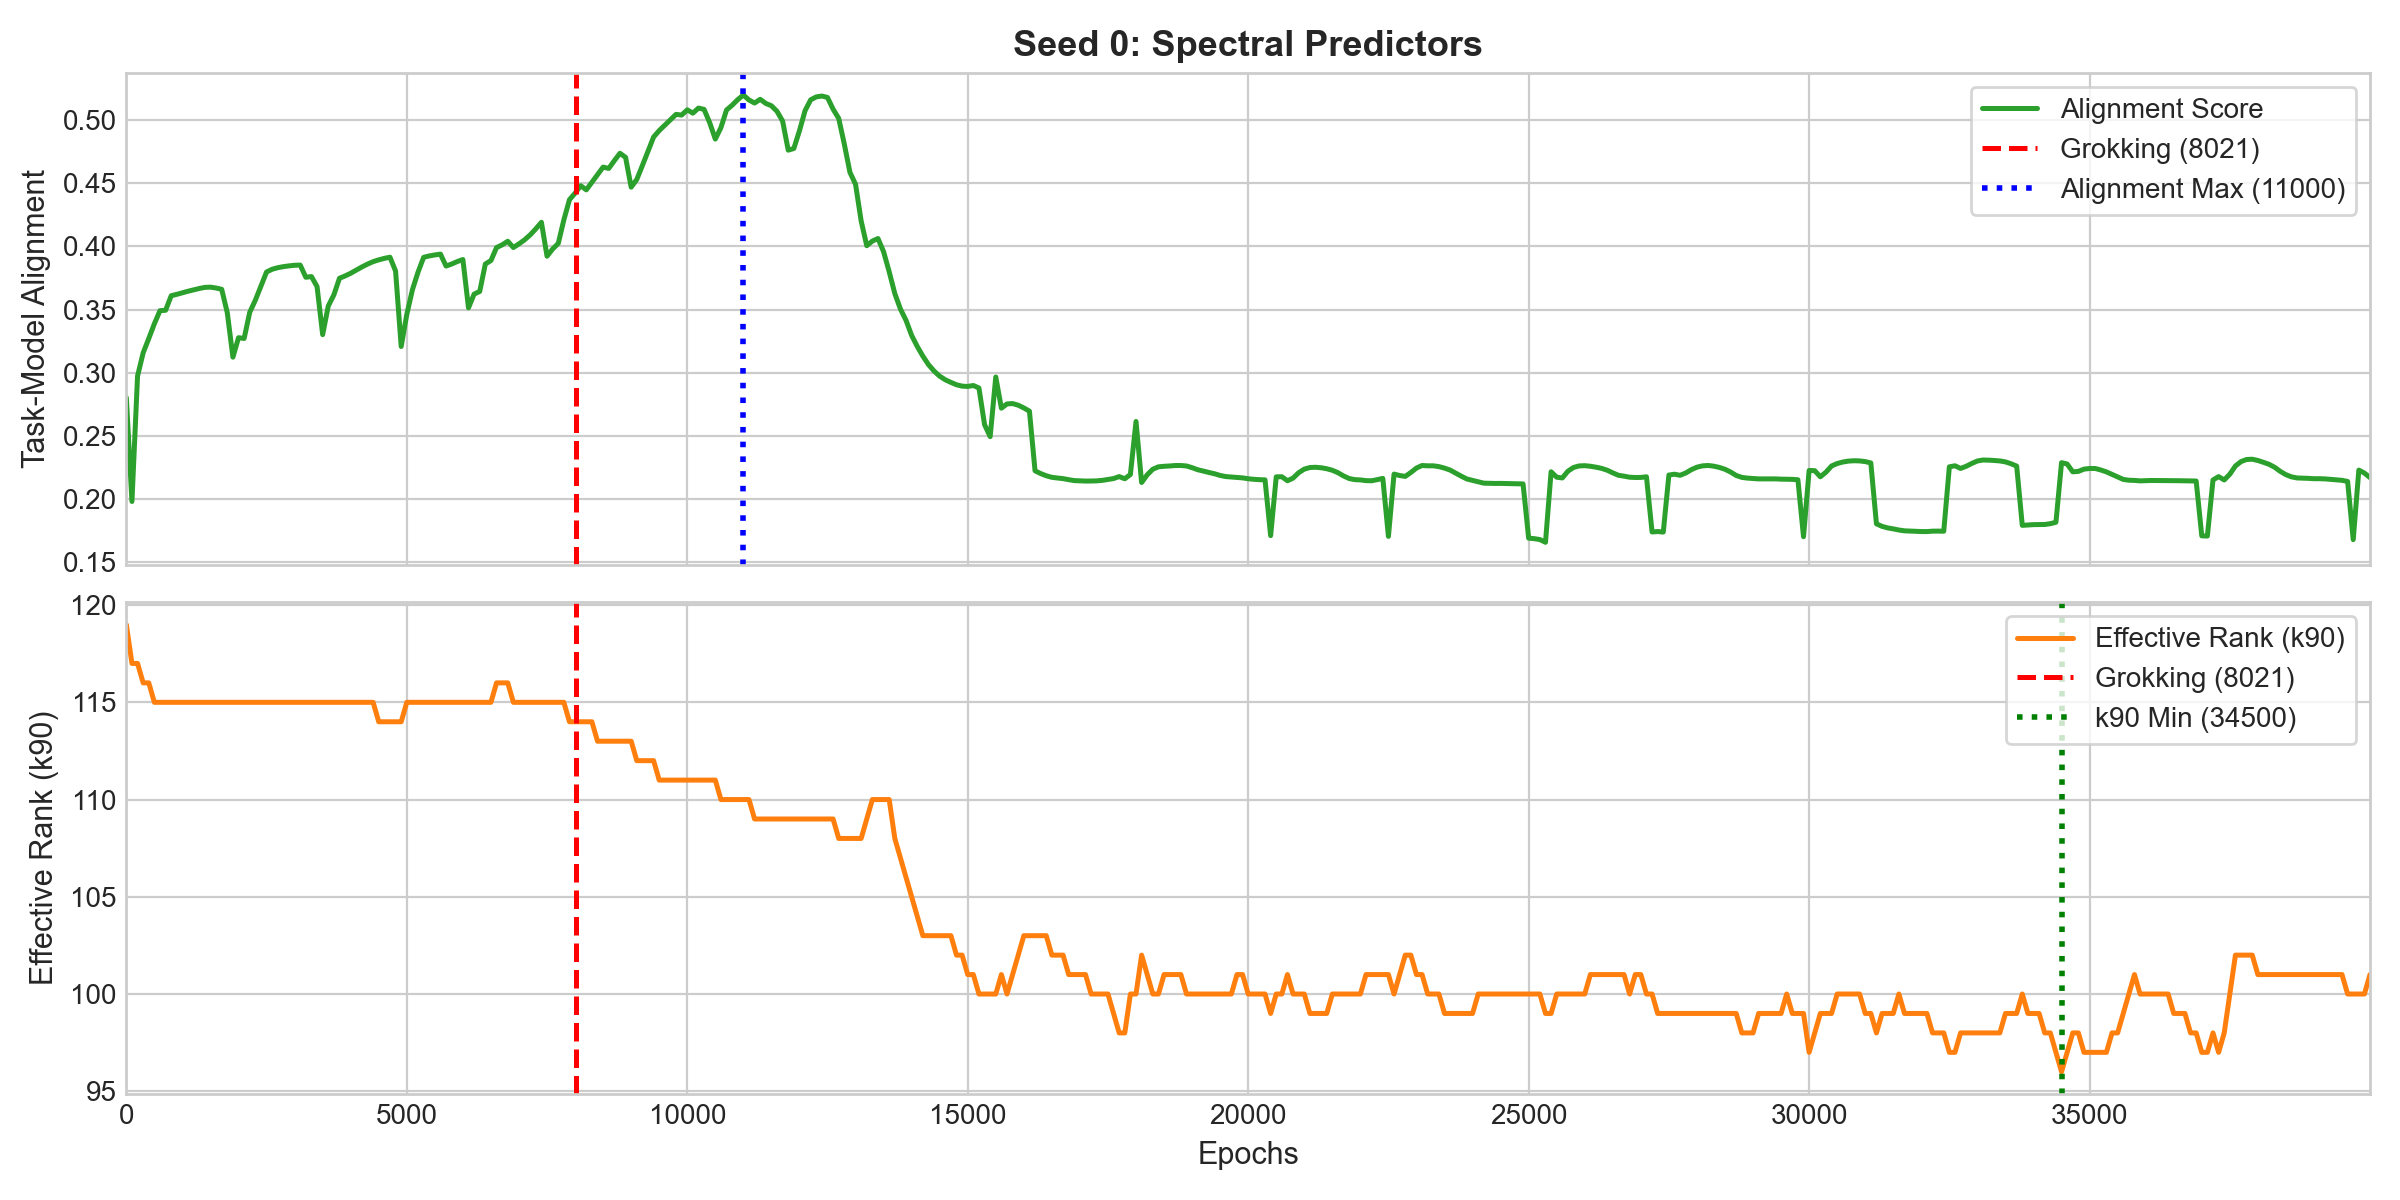 Seed 0: Spectral Predictors
Task-Model Alignment
0.50
0.45
0.40
0.35
0.30
0.25
0.20
0.15
Alignment Score
Grokking (8021)
Alignment Max (11000)
Effective Rank (k90)
120
115
110
105
100
95
Effective Rank (k90)
Grokking (8021)
k90 Min (34500)
0 5000 10000 15000 20000 25000 30000 35000
Epochs